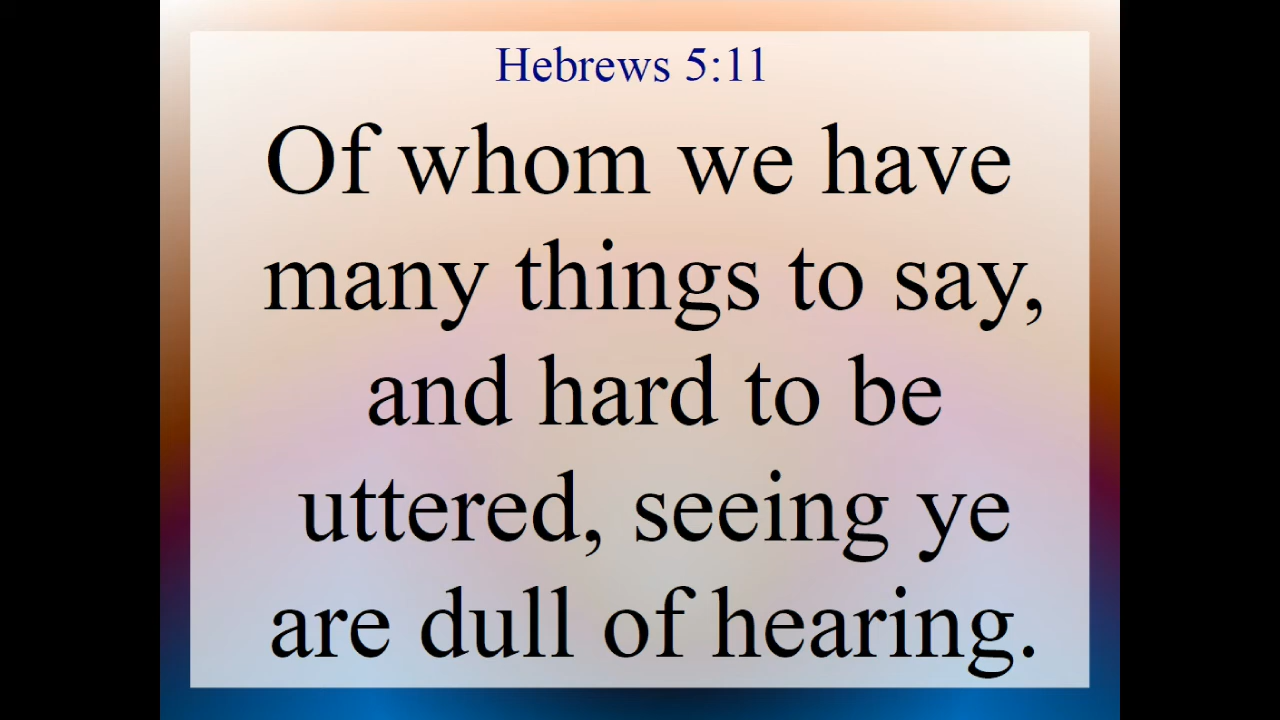 Hebrews 5:11
Of whom we have
many things to say,
and hard to be
uttered, seeing ye
are dull of hearing.